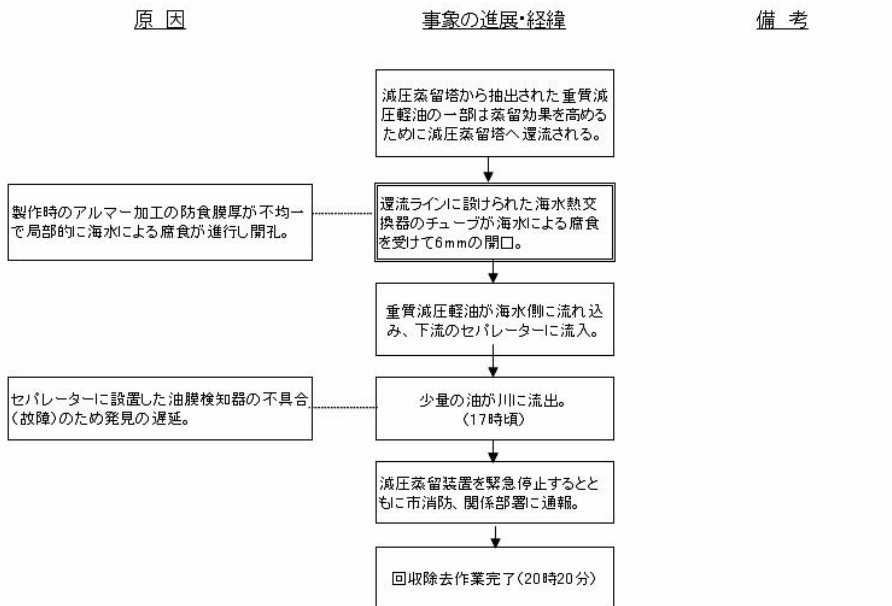 原 因
事象の進展・経緯
備 考
減圧蒸留塔から抽出された重質減
圧軽油の一部は蒸留効果を高める
ために減圧蒸留塔へ還流される。
製作時のアルマー加工の防食膜厚が不均一
で局部的に海水による腐食が進行し開孔。
還流ラインに設けられた海水熱交
換器のチューブが海水による腐食
を受けて6mmの開口。
重質減圧軽油が海水側に流れ込
み、下流のセパレーターに流入。
セパレーターに設置した油膜検知器の不具合
(故障)のため発見の遅延。
少量の油が川に流出。
(17時頃)
減圧蒸留装置を緊急停止するとと
もに市消防、関係部署に通報。
回収除去作業完了(20時20分)